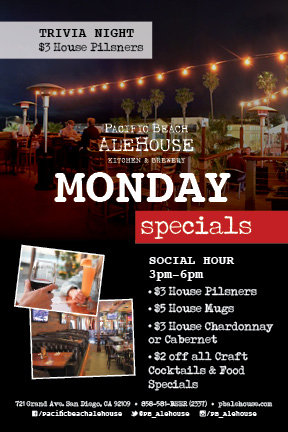 TRIVIA NIGHT
$3 House Pilsners
PACIFIC BEACH
ALEHOUSE
KITCHEN & BREWERY
MONDAY
specials
SOCIAL HOUR
3pm-6pm
• $3 House Pilsners
• $5 House Mugs
• $3 House Chardonnay
or Cabernet
• $2 off all Craft
Cocktails & Food
Specials
721 Grand Ave. San Diego, CA 92109 • 858-581-BEER (2337) • pbalehouse.com
/pacificbeachalehouse @PB_Alehouse /PB_Alehouse